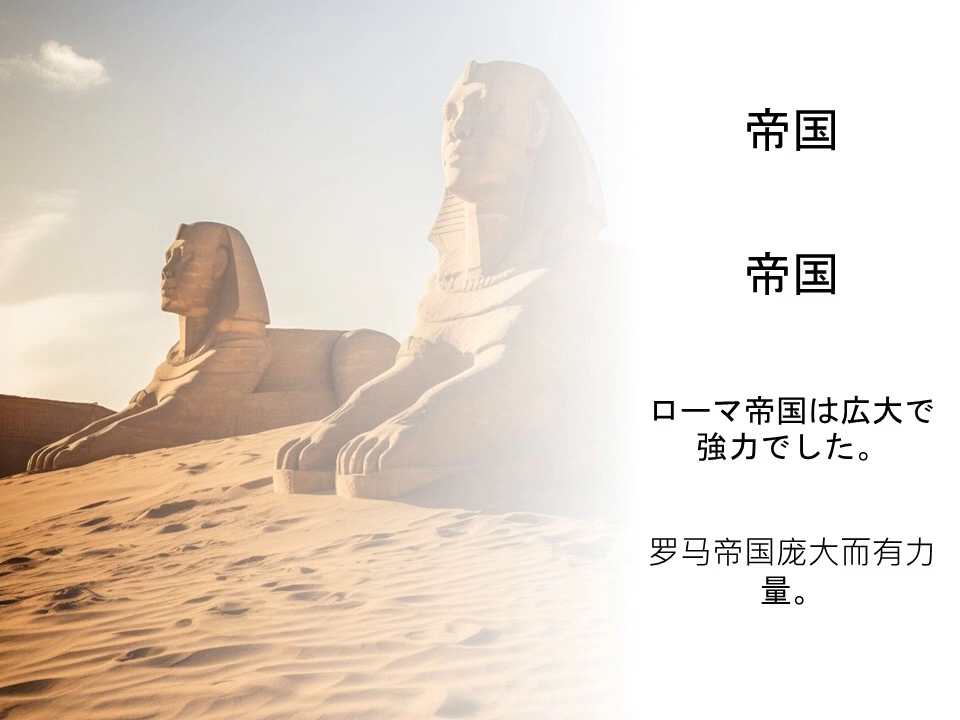 帝国
帝国
ローマ帝国は広大で
強力でした。
罗马帝国庞大而有力
量。